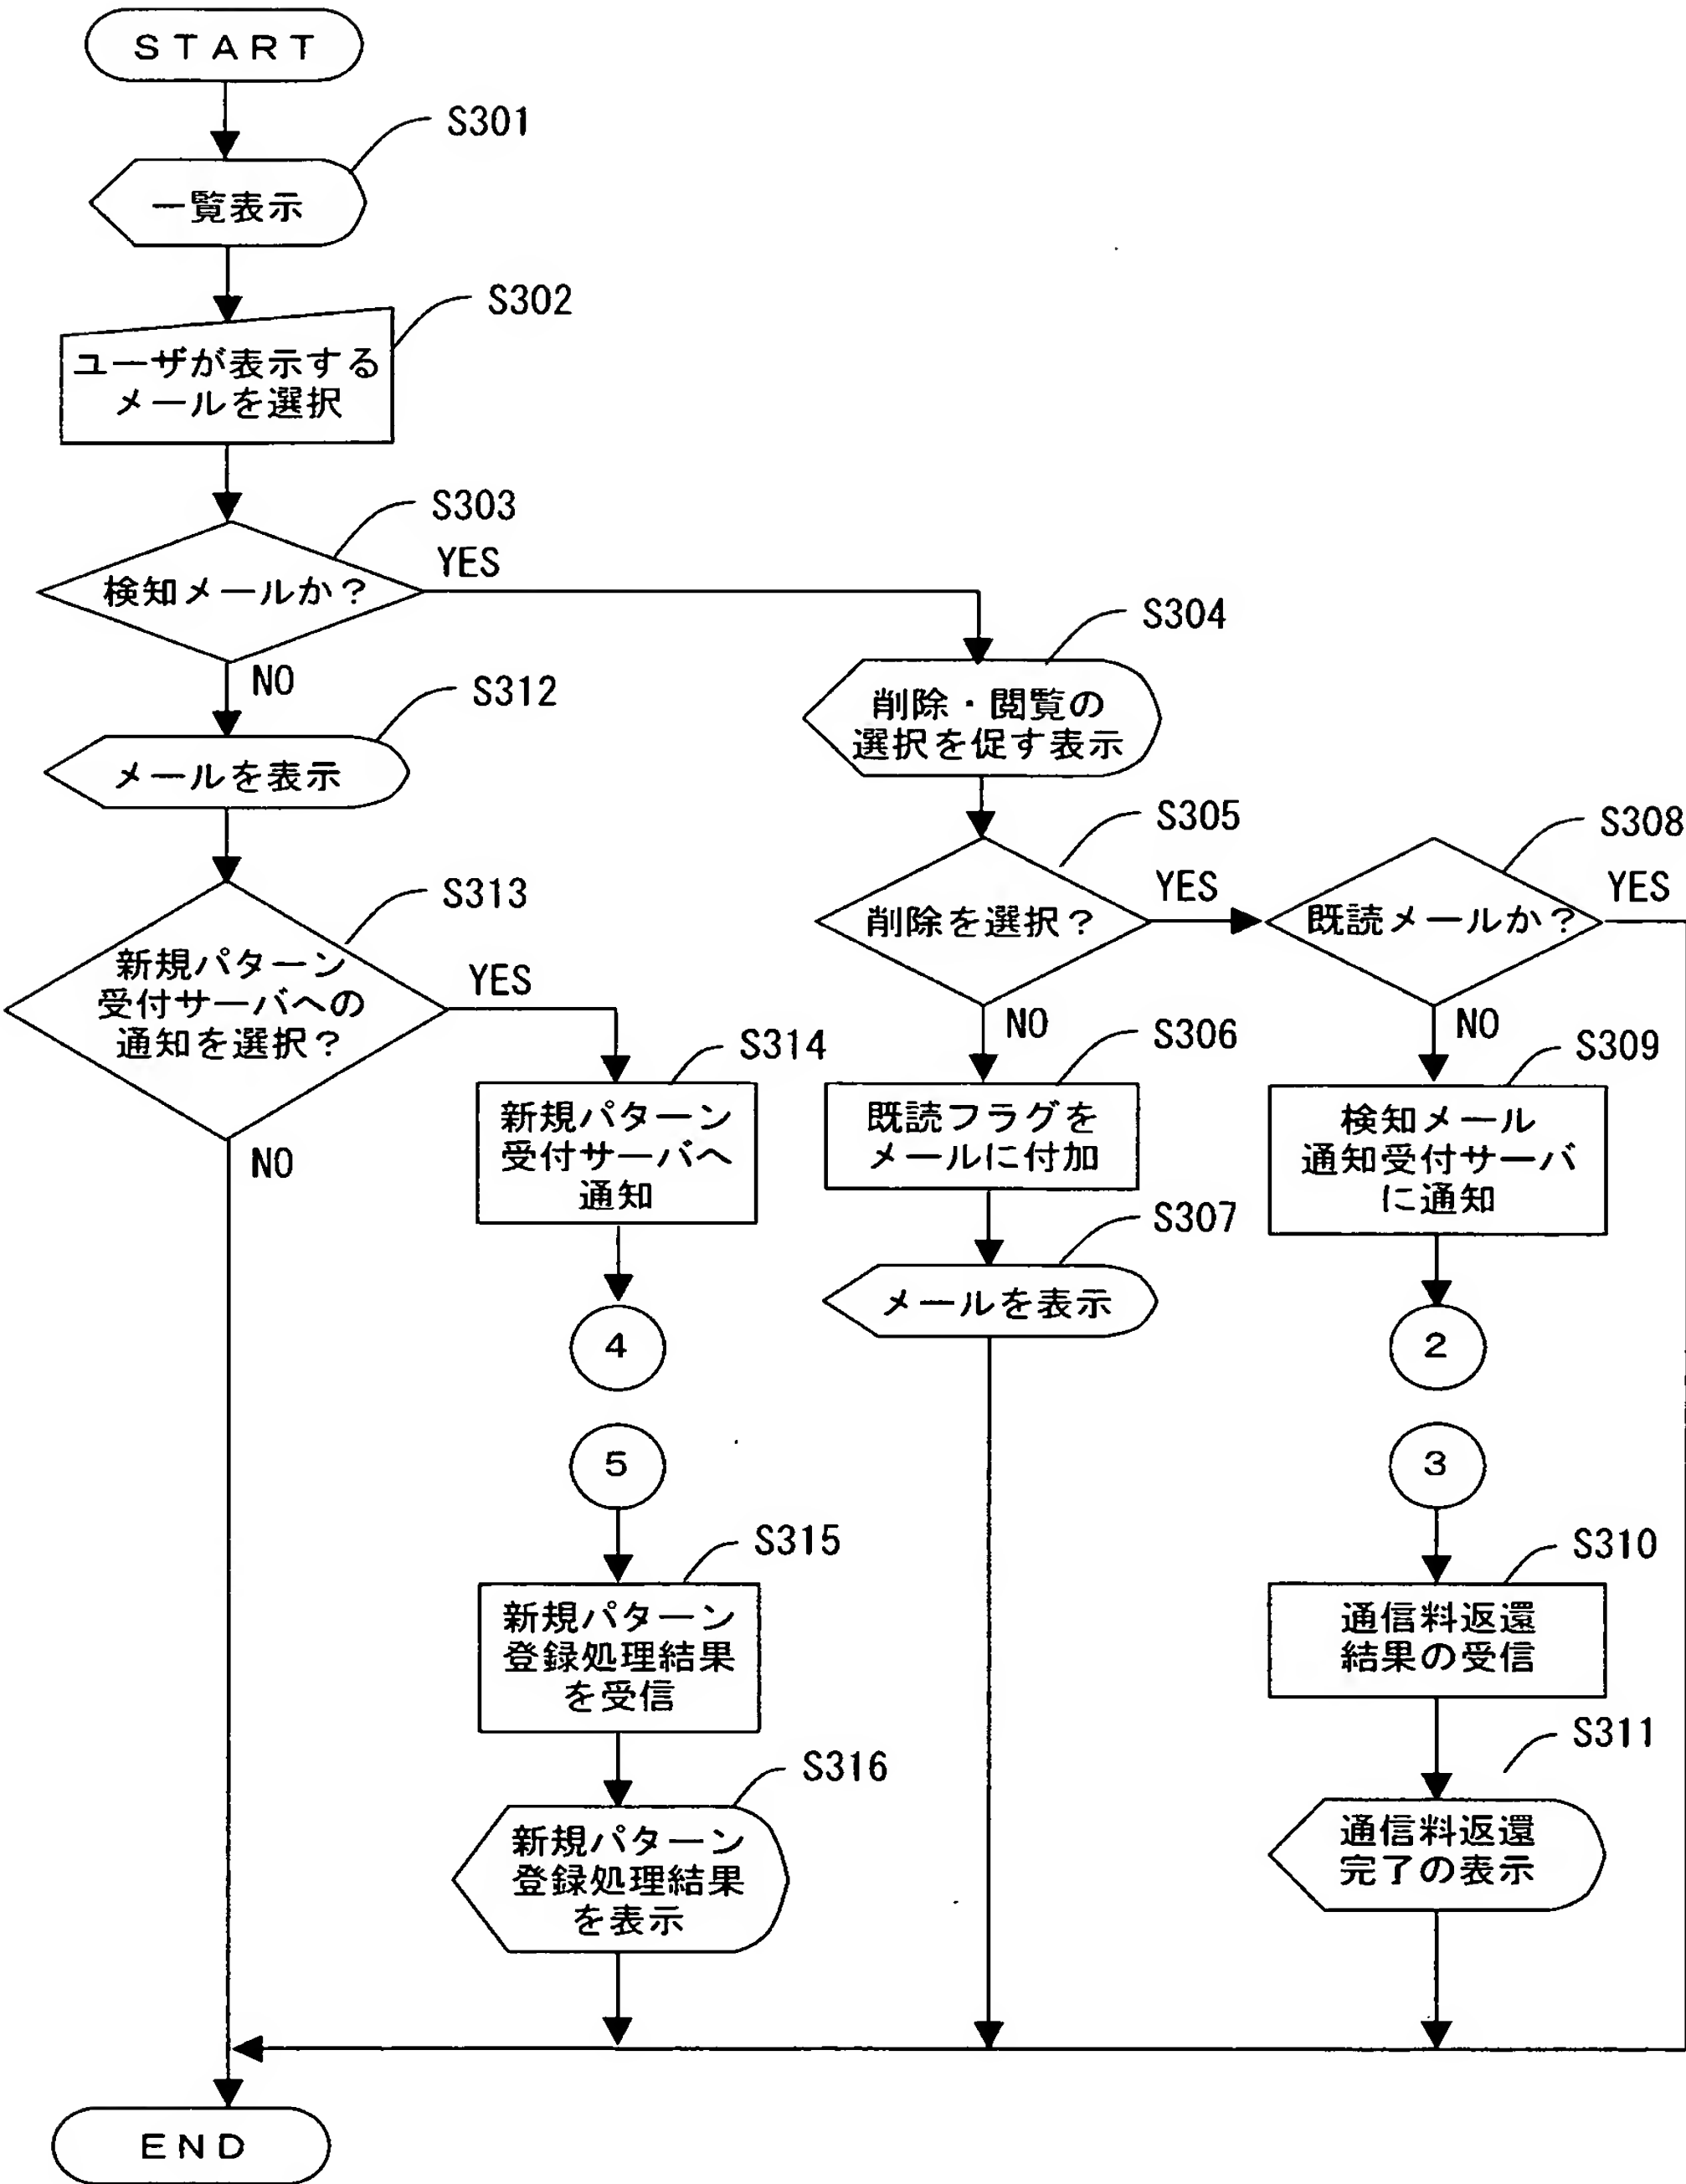 START
S301
一覧表示
S302
ユーザが表示する
メールを選択
S303
検知メールか？
YES
NO
S304
削除・閲覧の
選択を促す表示
S305
削除を選択？
YES
NO
S306
既読フラグを
メールに付加
S307
メールを表示
S308
既読メールか？
YES
NO
S309
検知メール
通知受付サーバ
に通知
2
3
S310
通信料返還
結果の受信
S311
通信料返還
完了の表示
S312
メールを表示
S313
新規パターン
受付サーバへの
通知を選択？
YES
NO
S314
新規パターン
受付サーバへ
通知
4
5
S315
新規パターン
登録処理結果
を受信
S316
新規パターン
登録処理結果
を表示
END